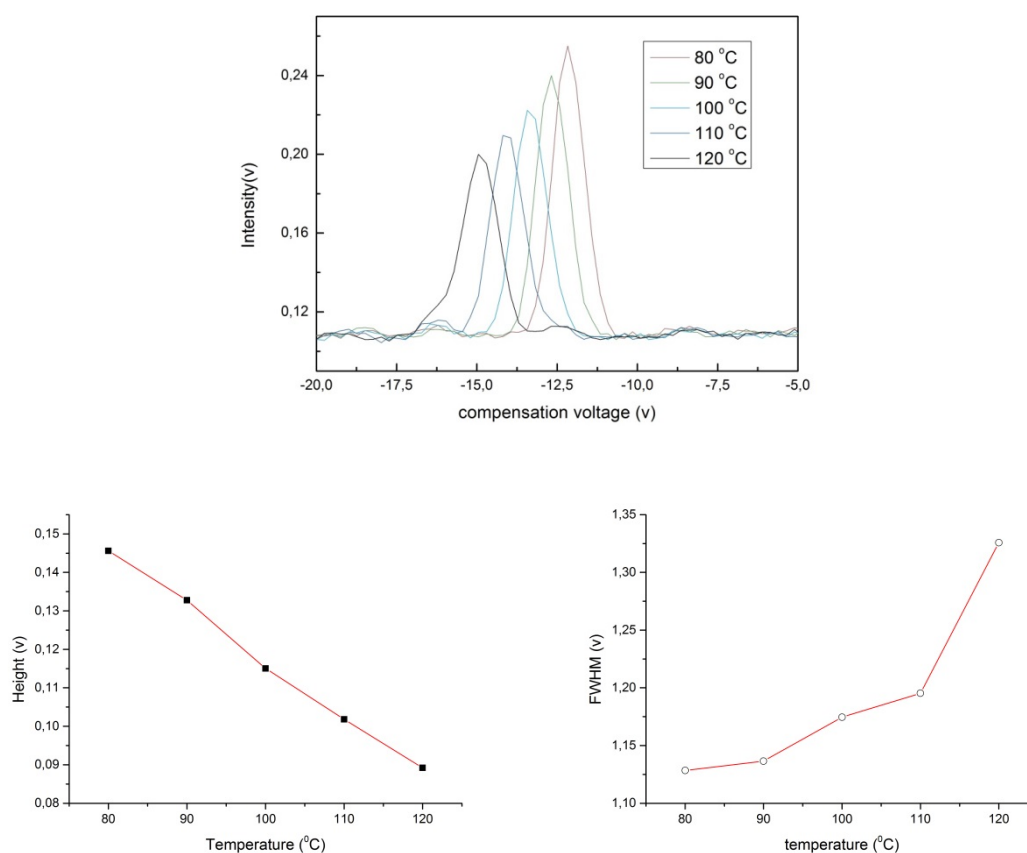 80 °C
90 °C
100 °C
110 °C
120 °C
0,24
0,20
0,16
0,12
Intensity(v)
-20,0 -17,5 -15,0 -12,5 -10,0 -7,5 -5,0
compensation voltage (v)
0,15
0,14
0,13
0,12
0,11
0,10
0,09
0,08
Height (v)
80 90 100 110 120
Temperature (⁰C)
1,35
1,30
1,25
1,20
1,15
1,10
FWHM (v)
80 90 100 110 120
temperature (⁰C)